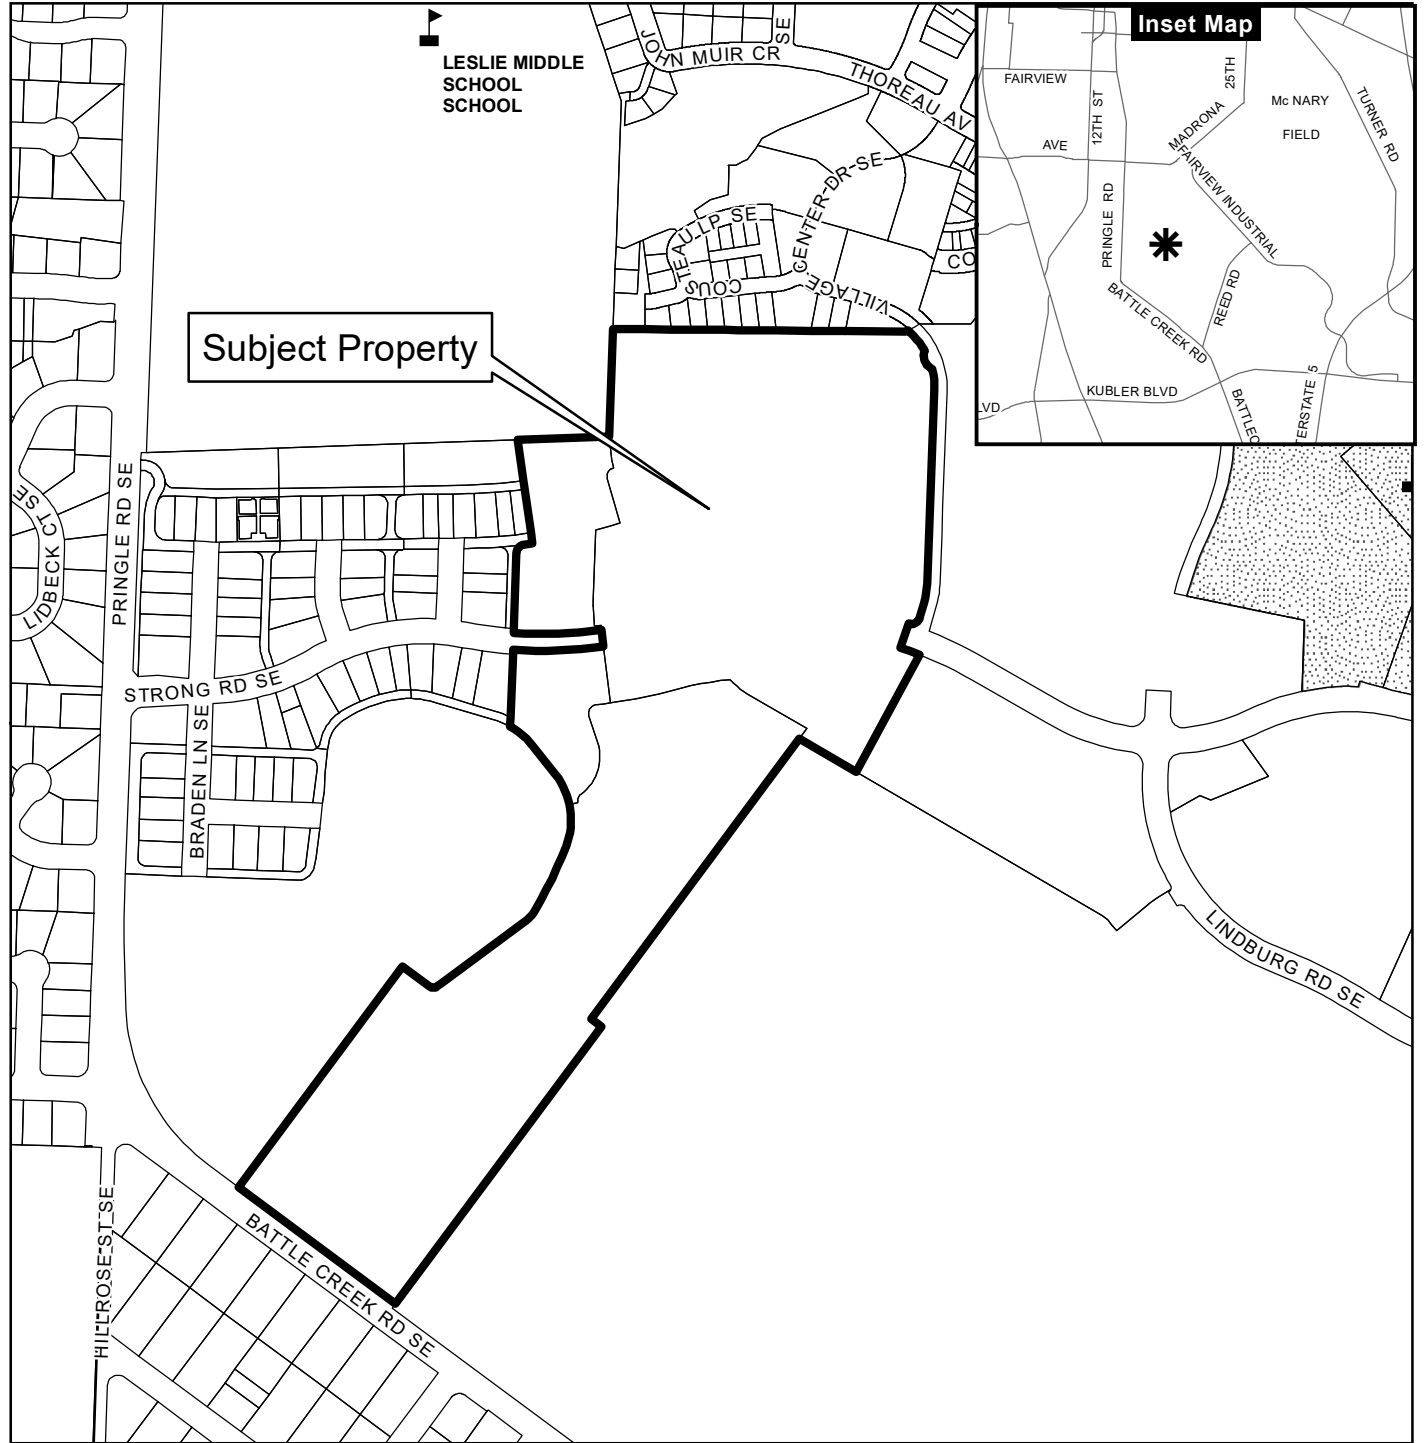 LESLIE MIDDLE
SCHOOL
SCHOOL
JOHN MUIR CR
SE
THOREAU AV
CENTER DR SE
VILLAGE
COUSTEAU LP SE
CO
Inset Map
FAIRVIEW
AVE
12TH ST
25TH
MADRONA
Mc NARY
FIELD
TURNER RD
FAIRVIEW INDUSTRIAL
PRINGLE RD
REED RD
BATTLE CREEK RD
KUBLER BLVD
LVD
BATTLEC
TERSTATE 5
Subject Property
LIDBECK CT SE
PRINGLE RD SE
STRONG RD SE
BRADEN LN SE
LINDBURG RD SE
HILLROSE ST SE
BATTLE CREEK RD SE